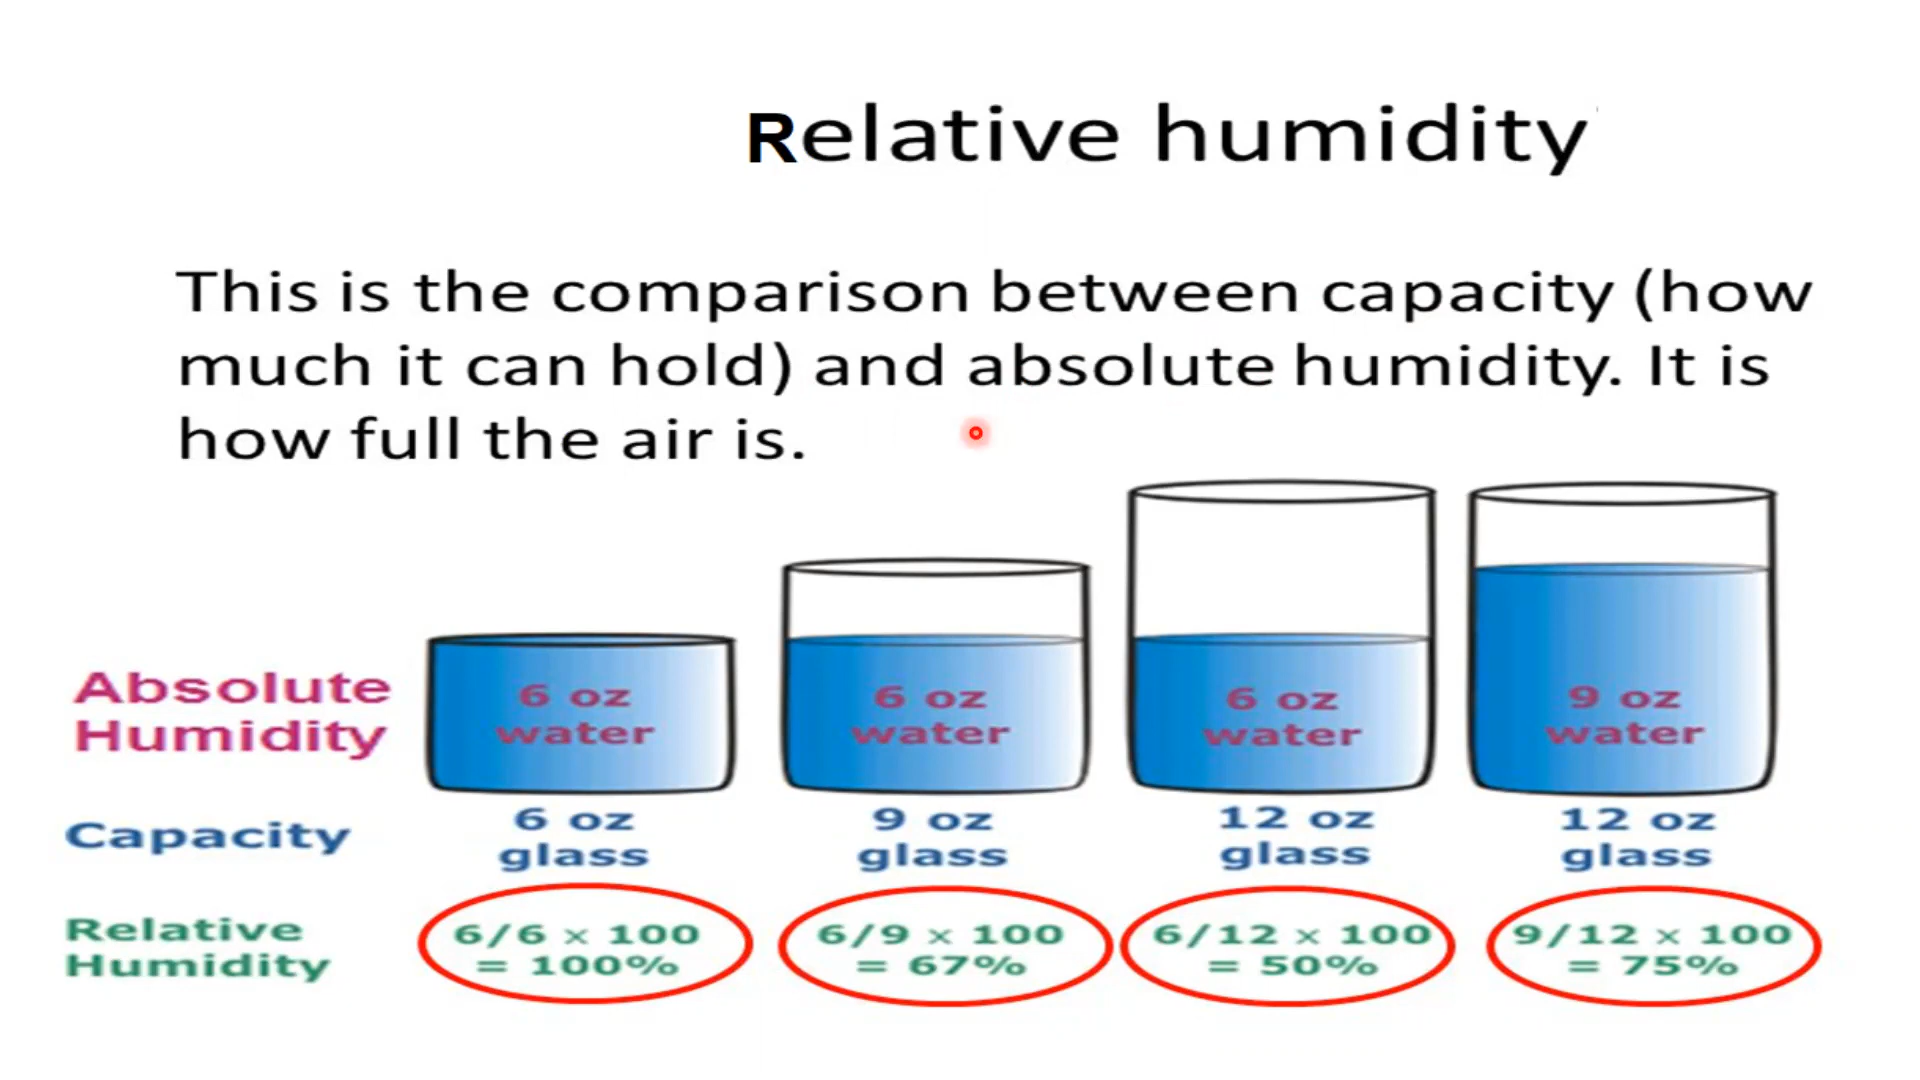 Relative humidity
This is the comparison between capacity (how
much it can hold) and absolute humidity. It is
how full the air is.
Absolute
Humidity
6 oz
water
6 oz
water
6 oz
water
9 oz
water
Capacity
6 oz
glass
9 oz
glass
12 oz
glass
12 oz
glass
Relative
Humidity
6/6 × 100
= 100%
6/9 × 100
= 67%
6/12 × 100
= 50%
9/12 × 100
= 75%